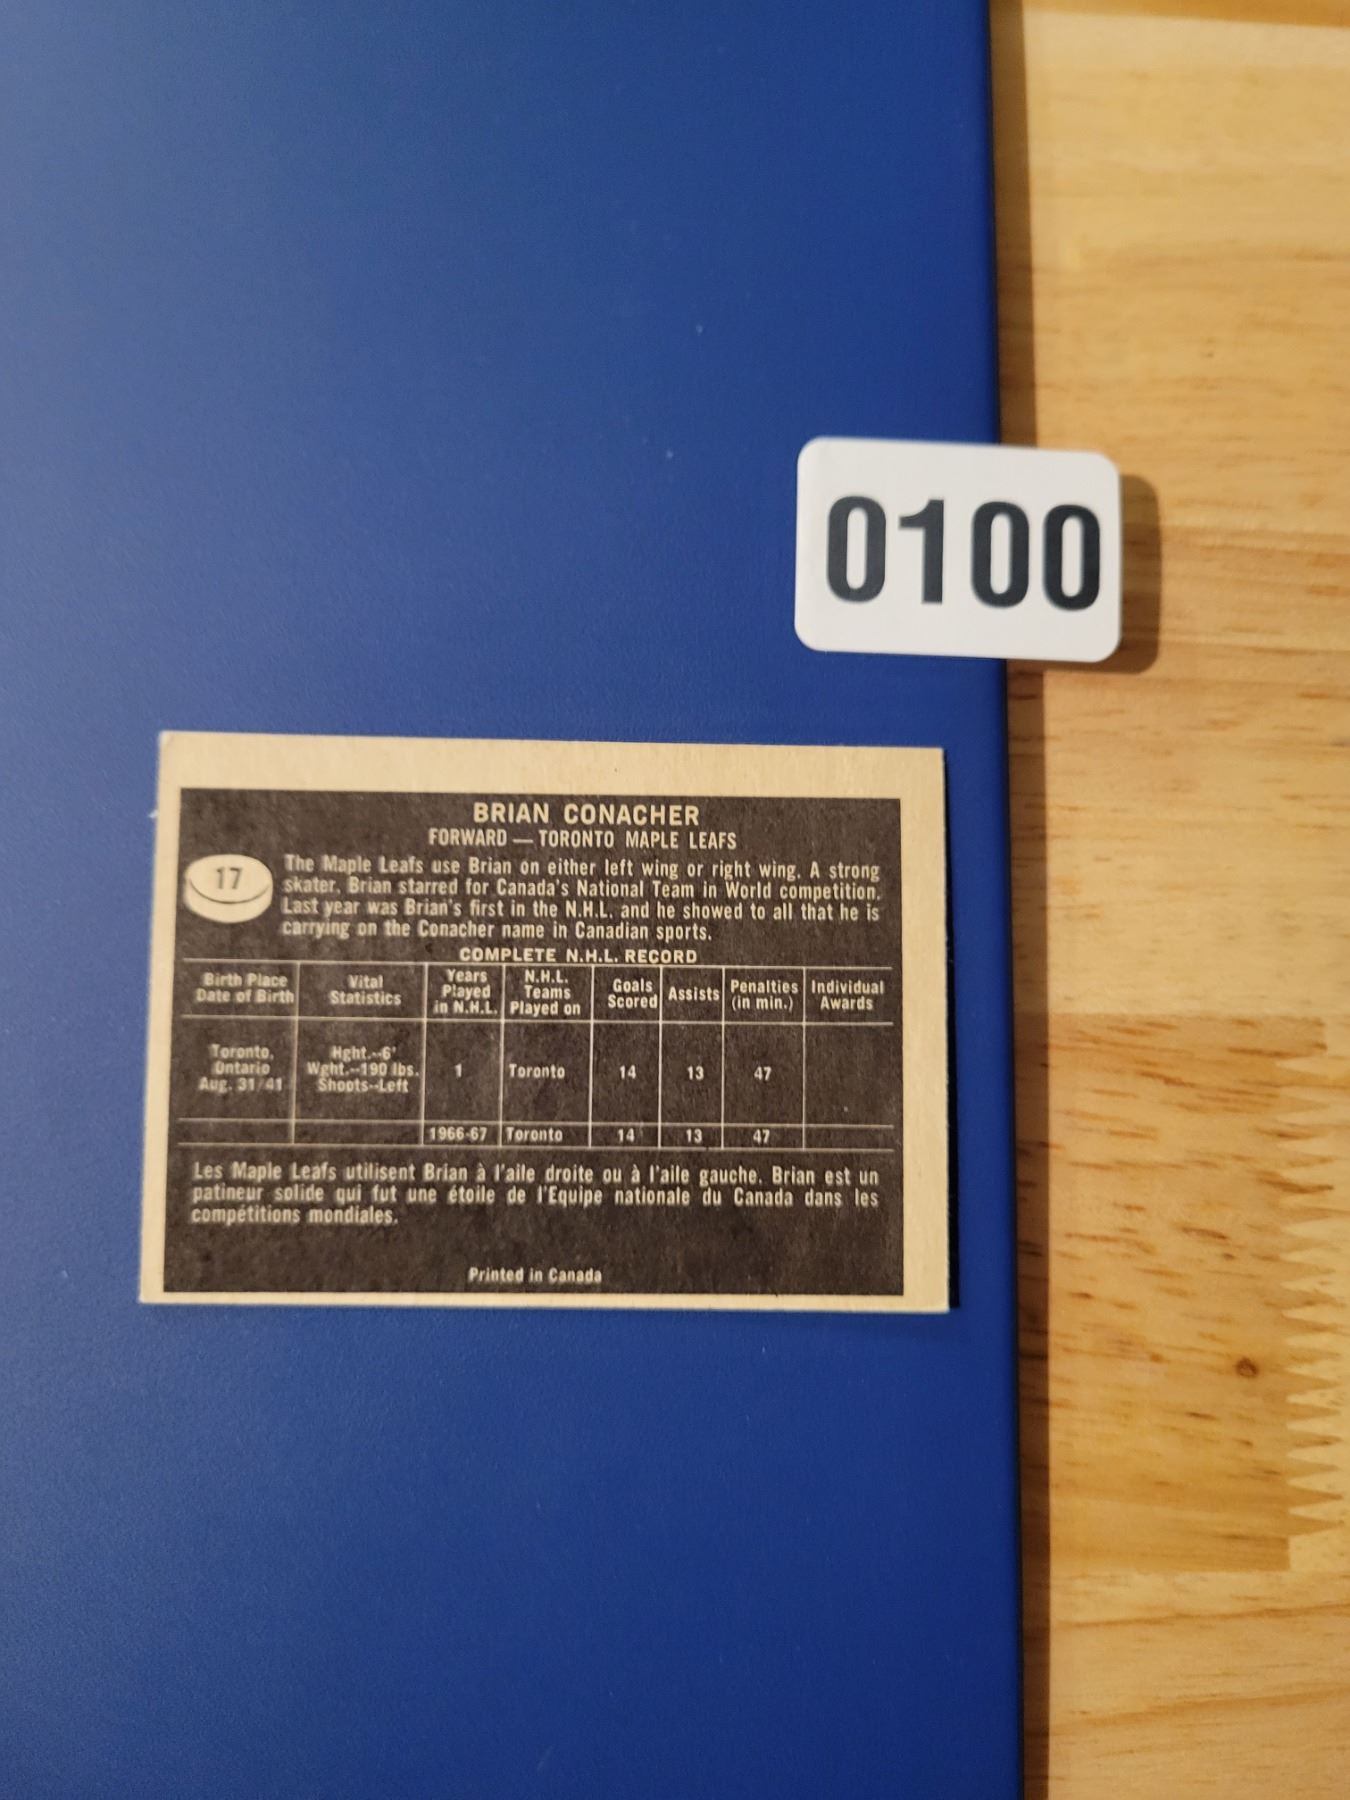 0100
BRIAN CONACHER
FORWARD — TORONTO MAPLE LEAFS
17
The Maple Leafs use Brian on either left wing or right wing. A strong
skater, Brian starred for Canada's National Team in World competition.
Last year was Brian's first in the N.H.L. and he showed to all that he is
carrying on the Conacher name in Canadian sports.
COMPLETE N.H.L. RECORD
Birth Place
Date of Birth
Vital
Statistics
Years
Played
in N.H.L.
N.H.L.
Teams
Played on
Goals
Scored
Assists
Penalties
(in min.)
Individual
Awards
Toronto,
Ontario
Aug. 31/41
Hght.--6'
Wght.--190 lbs.
Shoots--Left
1
Toronto
14
13
47
1966-67
Toronto
14
13
47
Les Maple Leafs utilisent Brian à l'aile droite ou à l'aile gauche. Brian est un
patineur solide qui fut une étoile de l'Equipe nationale du Canada dans les
compétitions mondiales.
Printed in Canada